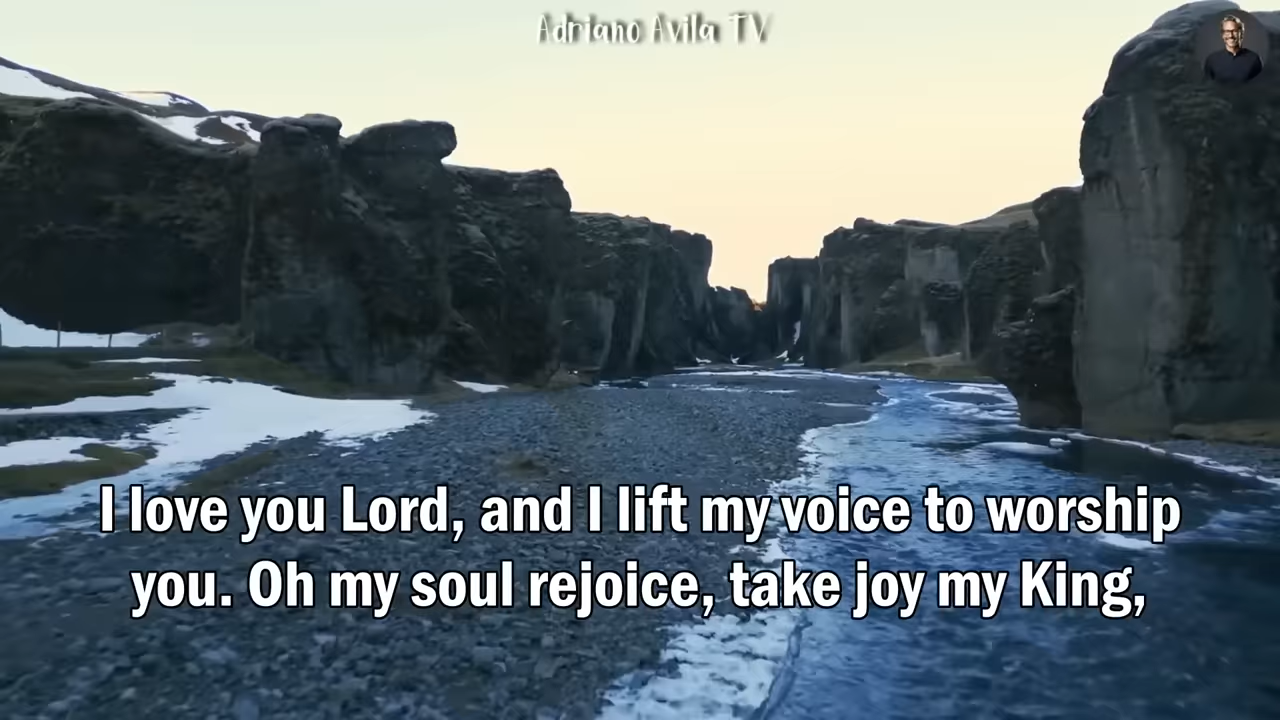 Adriano Avila TV
I love you Lord, and I lift my voice to worship
you. Oh my soul rejoice, take joy my King,